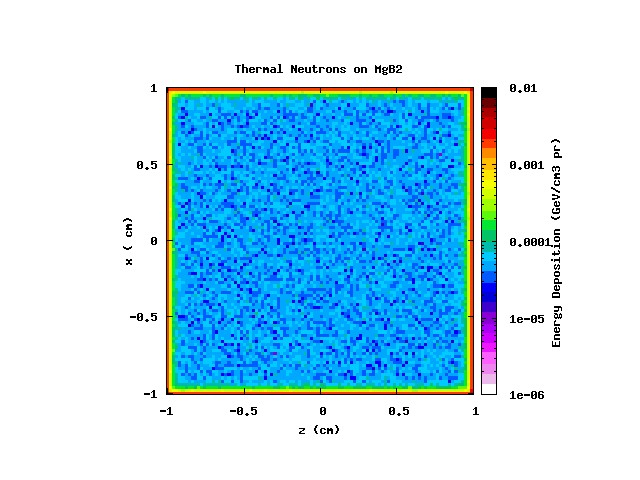 Thermal Neutrons on MgB2
1
0.5
0
-0.5
-1
x ( cm)
-1
-0.5
0
0.5
1
z (cm)
0.01
0.001
0.0001
1e-05
1e-06
Energy Deposition (GeV/cm3 pr)